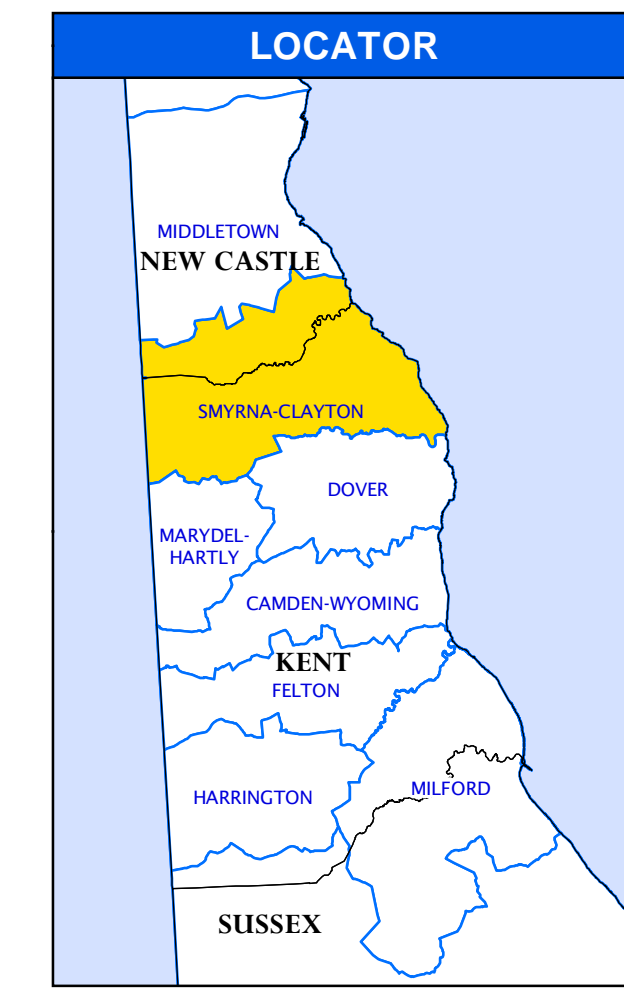 LOCATOR
MIDDLETOWN
NEW CASTLE
SMYRNA-CLAYTON
DOVER
MARYDEL-
HARTLY
CAMDEN-WYOMING
KENT
FELTON
MILFORD
HARRINGTON
SUSSEX